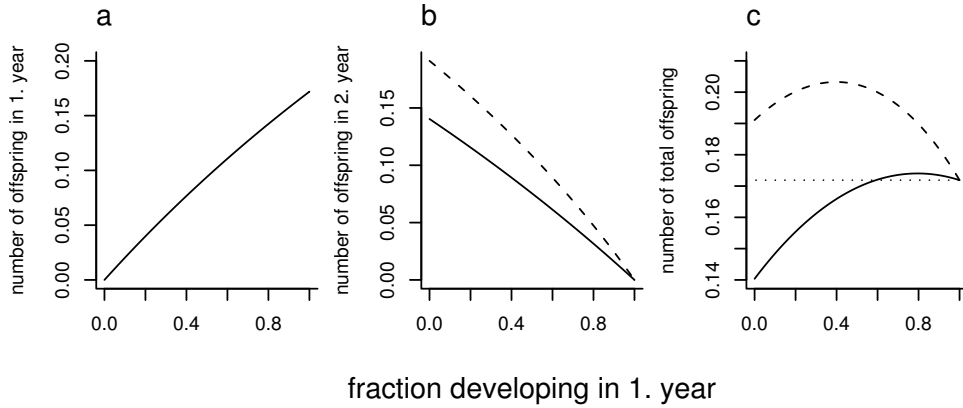 a
number of offspring in 1. year
0.00 0.05 0.10 0.15 0.20
0.0 0.4 0.8
b
number of offspring in 2. year
0.00 0.05 0.10 0.15
0.0 0.4 0.8
c
number of total offspring
0.14 0.16 0.18 0.20
0.0 0.4 0.8
fraction developing in 1. year